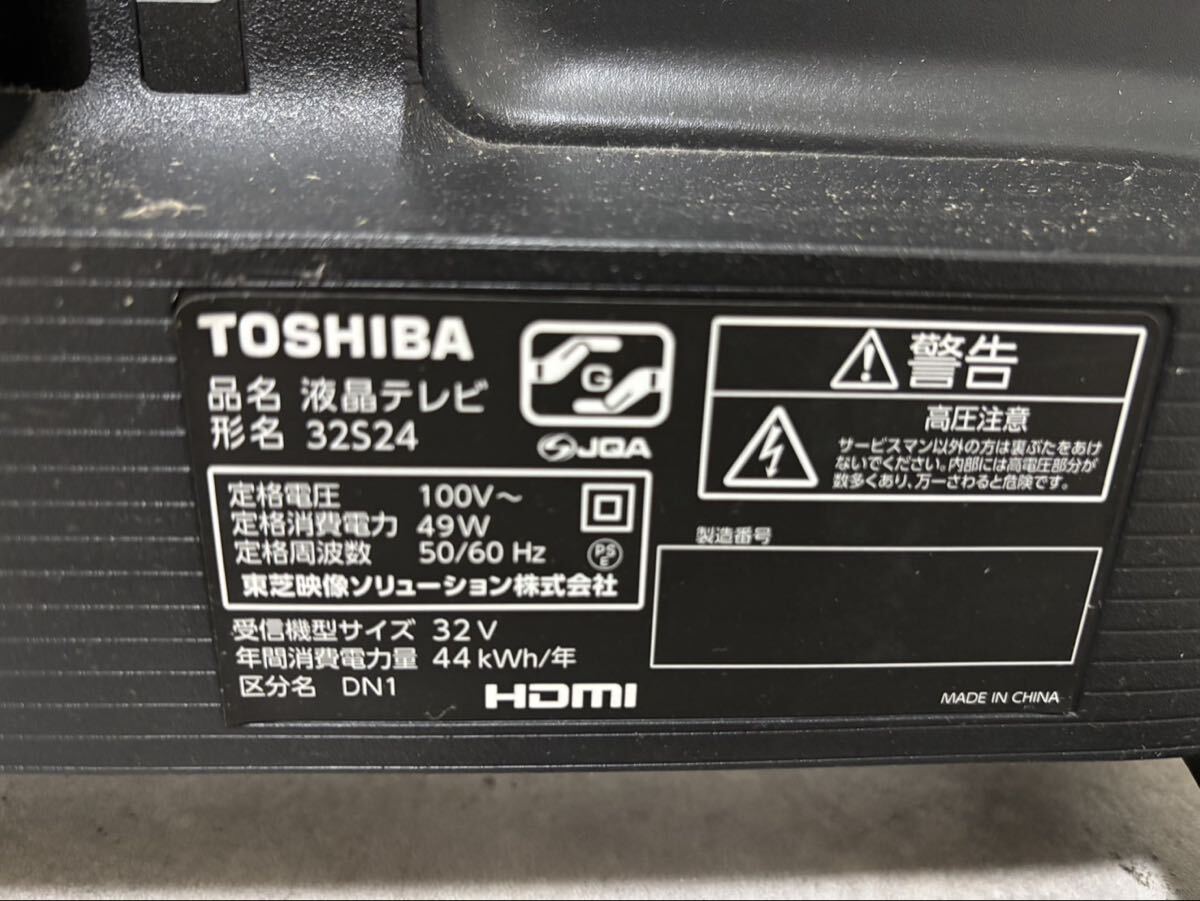 TOSHIBA
品名 液晶テレビ
形名 32S24
G
JQA
定格電圧 100V～
定格消費電力 49W
定格周波数 50/60 Hz
PS
E
東芝映像ソリューション株式会社
受信機型サイズ 32V
年間消費電力量 44kWh/年
区分名 DN1
HDMI
警告
高圧注意
サービスマン以外の方は裏ぶたをあけ
ないでください。内部には高電圧部分が
数多くあり、万一さわると危険です。
製造番号
MADE IN CHINA